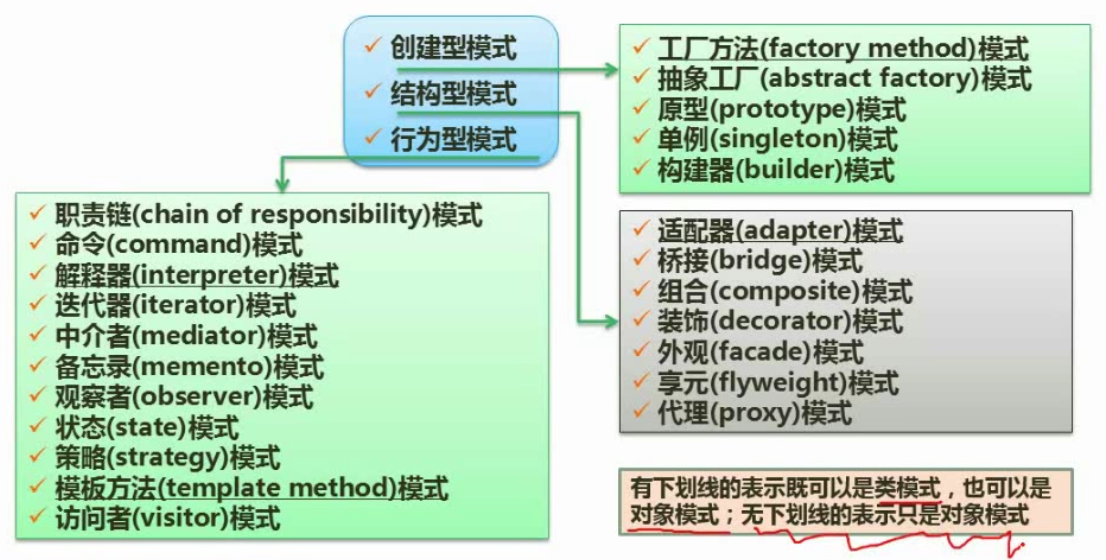 创建型模式
结构型模式
行为型模式
工厂方法(factory method)模式
抽象工厂(abstract factory)模式
原型(prototype)模式
单例(singleton)模式
构建器(builder)模式
职责链(chain of responsibility)模式
命令(command)模式
解释器(interpreter)模式
迭代器(iterator)模式
中介者(mediator)模式
备忘录(memento)模式
观察者(observer)模式
状态(state)模式
策略(strategy)模式
模板方法(template method)模式
访问者(visitor)模式
适配器(adapter)模式
桥接(bridge)模式
组合(composite)模式
装饰(decorator)模式
外观(facade)模式
享元(flyweight)模式
代理(proxy)模式
有下划线的表示既可以是类模式，也可以是
对象模式；无下划线的表示只是对象模式